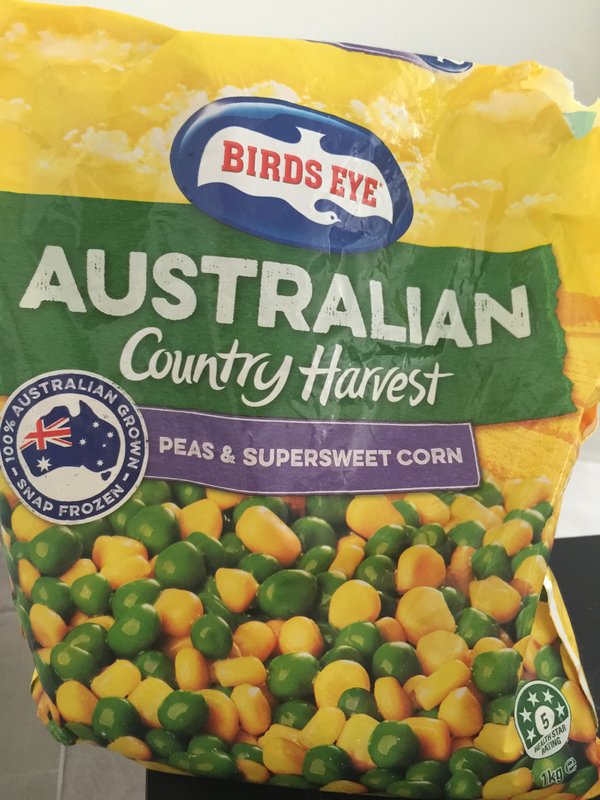 BIRDS EYE
AUSTRALIAN
Country Harvest
100% AUSTRALIAN GROWN
SNAP FROZEN
PEAS & SUPERSWEET CORN
5
HEALTH STAR
RATING
1kg e